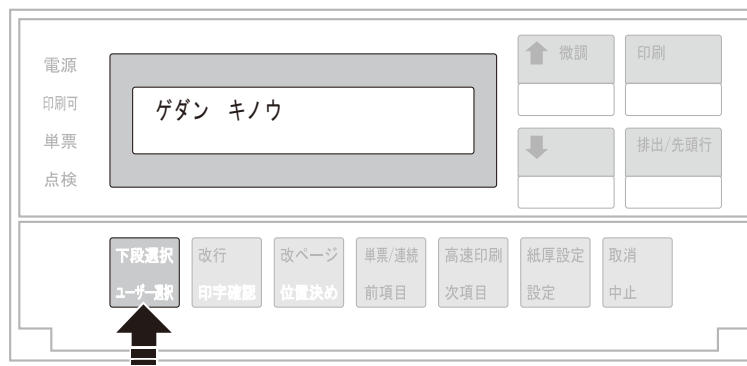 電源
印刷可
単票
点検
ゲダン キノウ
微調
印刷
排出/先頭行
下段選択
ユーザー選択
改行
印字確認
改ページ
位置決め
単票/連続
前項目
高速印刷
次項目
紙厚設定
設定
取消
中止